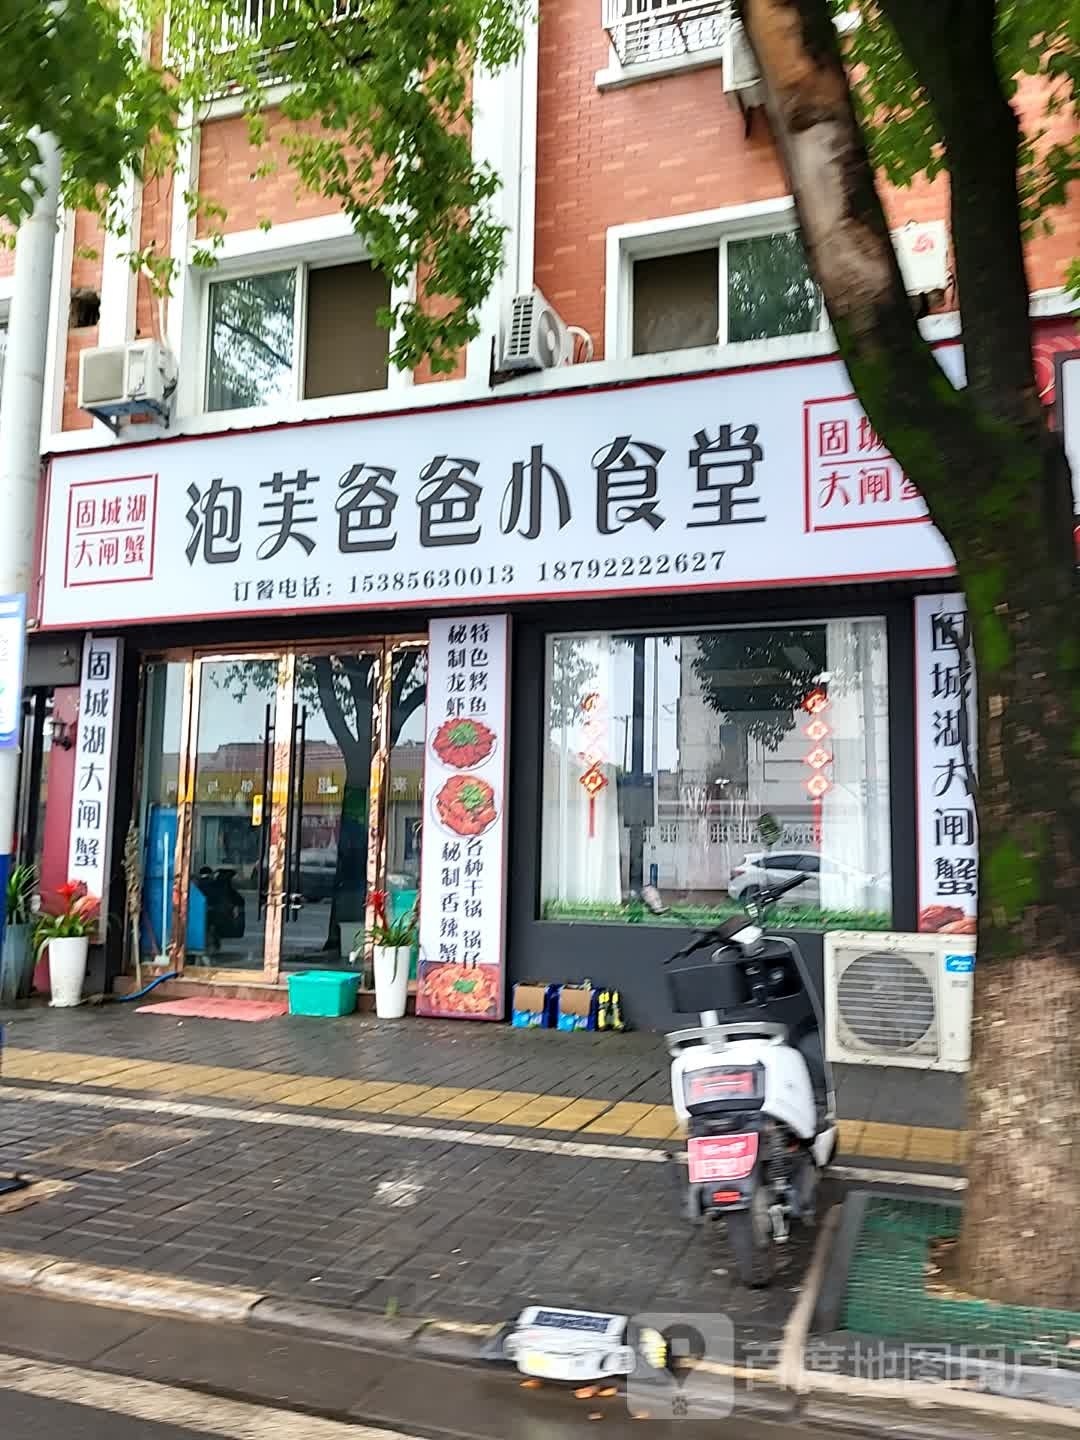 固城湖
大闸蟹
泡芙爸爸小食堂
固城
大闸蟹
订餐电话：15385630013 18792222627
固城湖大闸蟹
特色烤鱼
秘制龙虾
各种干锅 锅仔
秘制香辣蟹
固城湖大闸蟹
百度地图用户